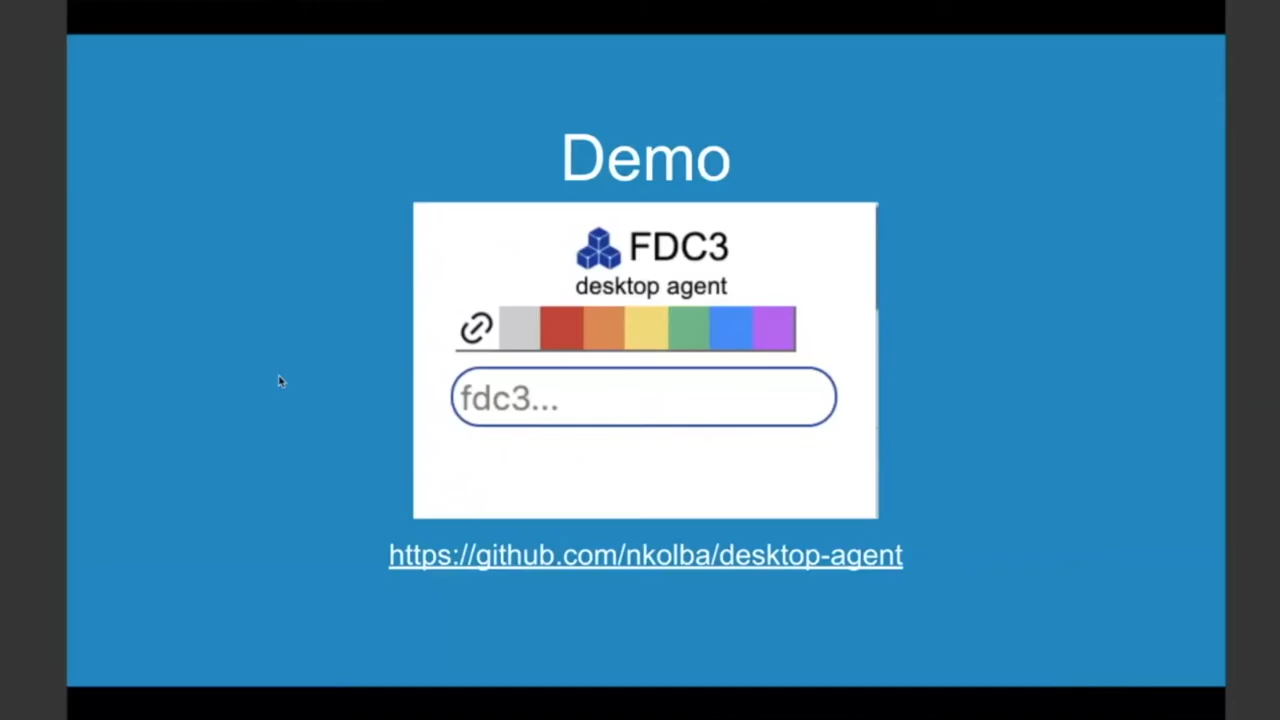 Demo
FDC3
desktop agent
fdc3...
https://github.com/nkolba/desktop-agent